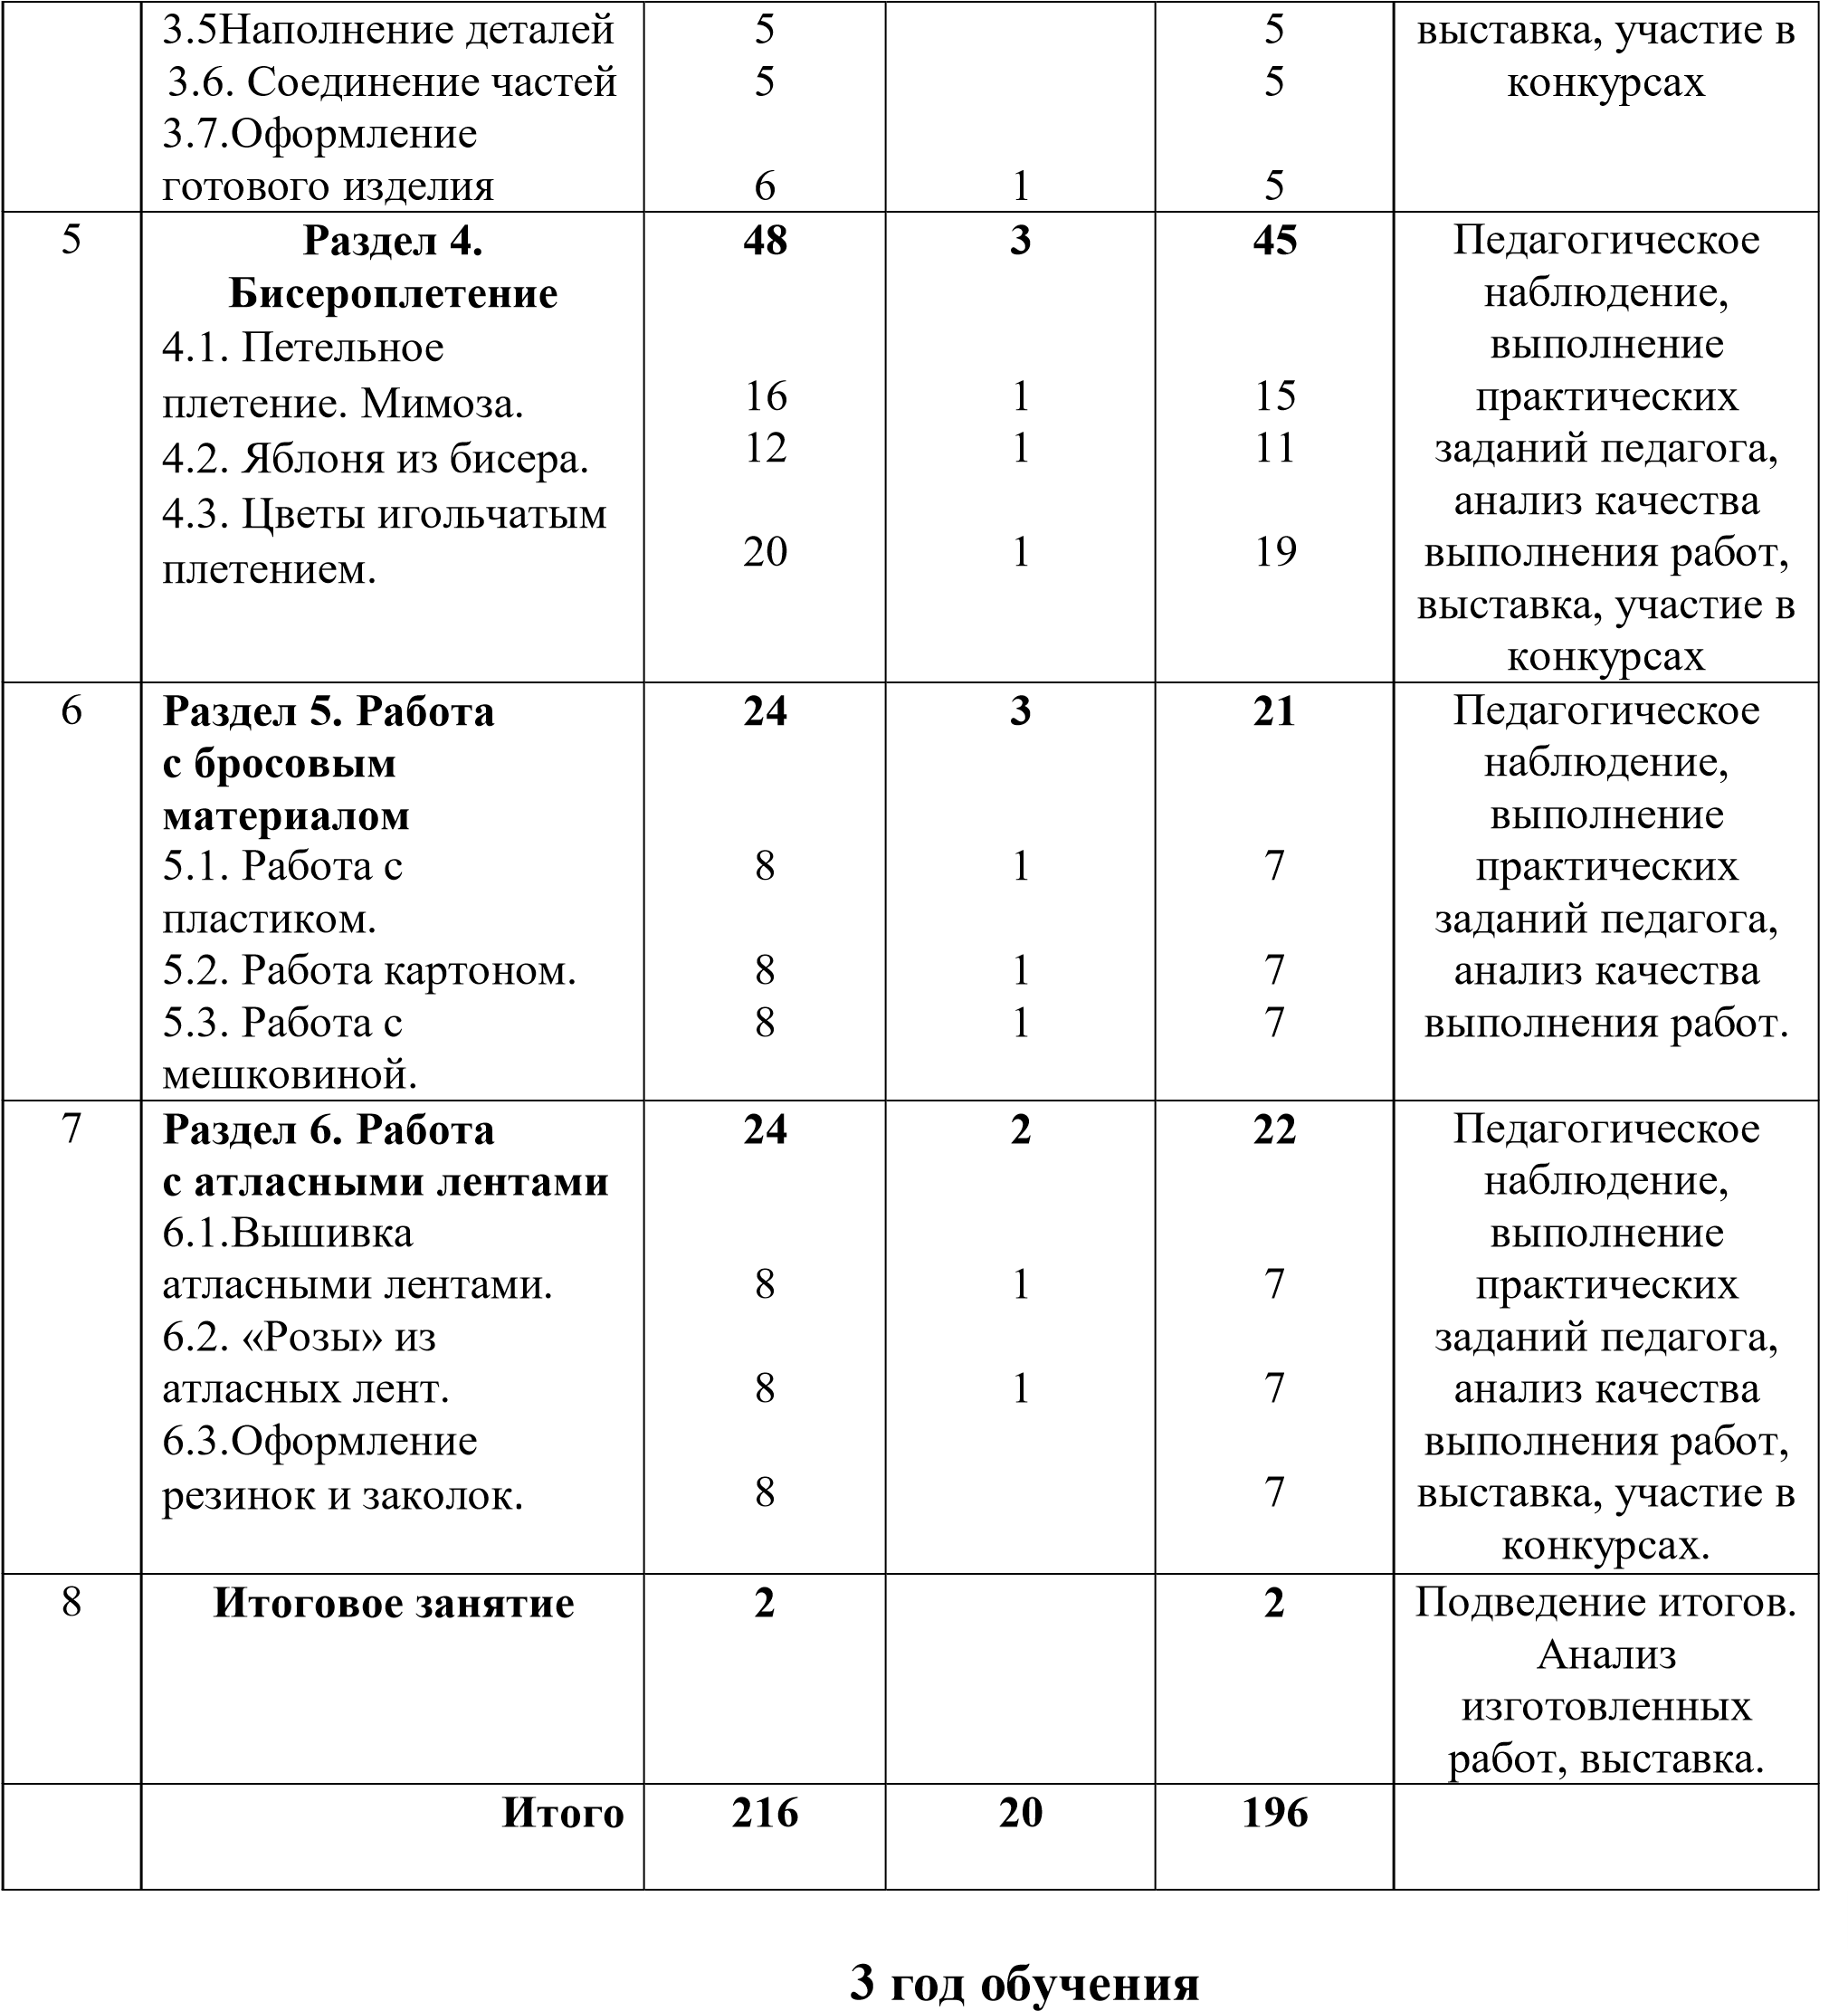 3.5Наполнение деталей 5 5 выставка, участие в
3.6. Соединение частей 5 5 конкурсах
3.7.Оформление
готового изделия 6 1 5
5 Раздел 4. 48 3 45 Педагогическое
Бисероплетение наблюдение,
4.1. Петельное выполнение
плетение. Мимоза. 16 1 15 практических
4.2. Яблоня из бисера. 12 1 11 заданий педагога,
4.3. Цветы игольчатым анализ качества
плетением. 20 1 19 выполнения работ,
выставка, участие в
конкурсах
6 Раздел 5. Работа 24 3 21 Педагогическое
с бросовым наблюдение,
материалом выполнение
5.1. Работа с 8 1 7 практических
пластиком. заданий педагога,
5.2. Работа картоном. 8 1 7 анализ качества
5.3. Работа с 8 1 7 выполнения работ.
мешковиной.
7 Раздел 6. Работа 24 2 22 Педагогическое
с атласными лентами наблюдение,
6.1.Вышивка выполнение
атласными лентами. 8 1 7 практических
6.2. «Розы» из заданий педагога,
атласных лент. 8 1 7 анализ качества
6.3.Оформление выполнения работ,
резинок и заколок. 8 7 выставка, участие в
конкурсах.
8 Итоговое занятие 2 2 Подведение итогов.
Анализ
изготовленных
работ, выставка.
Итого 216 20 196
3 год обучения